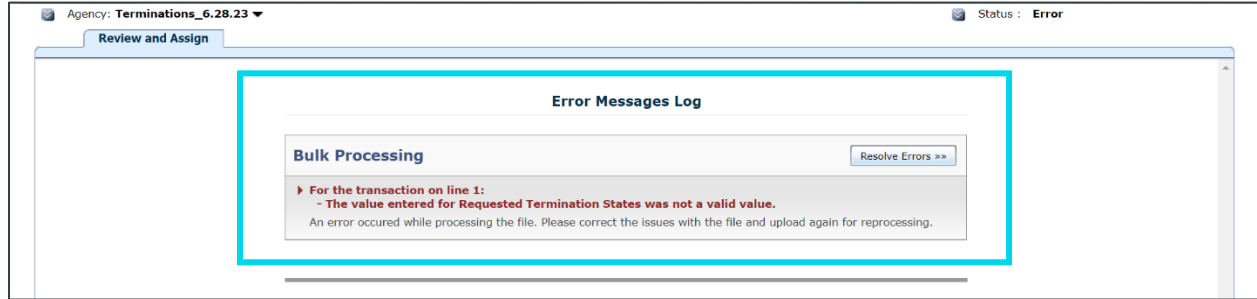 Agency: Terminations_6.28.23
Status : Error
Review and Assign
Error Messages Log
Bulk Processing
Resolve Errors »»
For the transaction on line 1:
- The value entered for Requested Termination States was not a valid value.
An error occured while processing the file. Please correct the issues with the file and upload again for reprocessing.